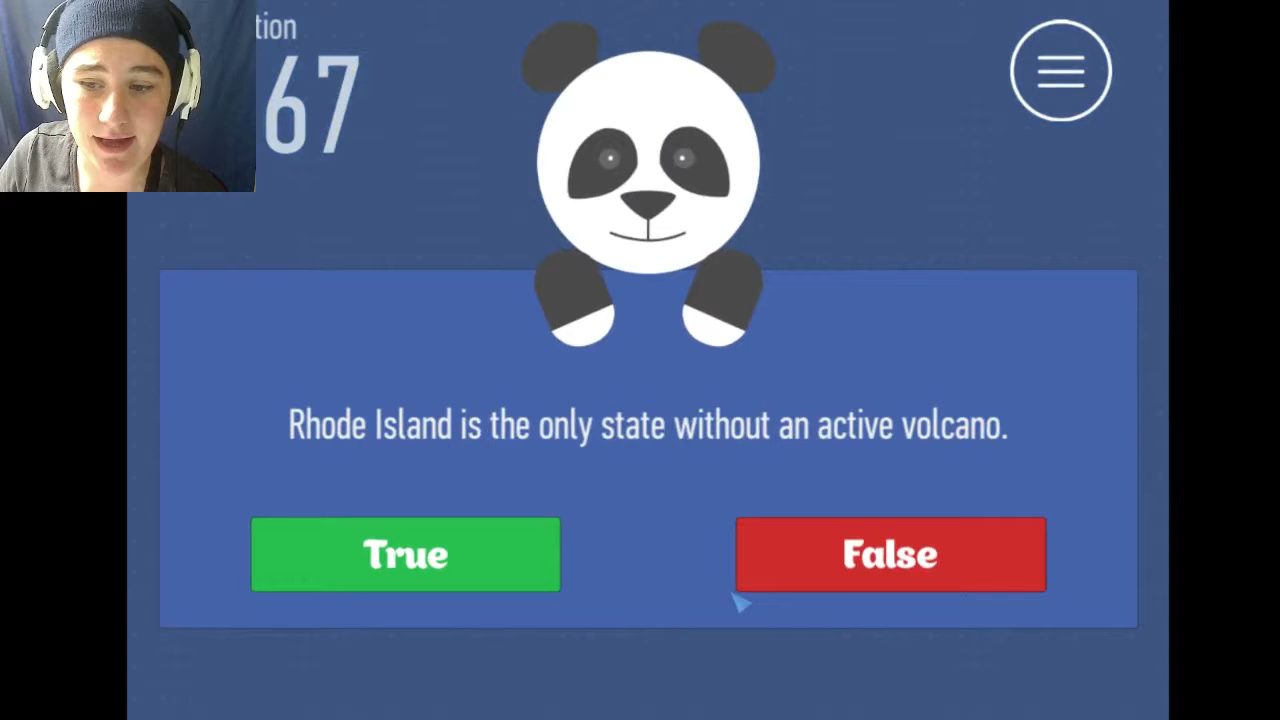 tion
67
Rhode Island is the only state without an active volcano.
True
False